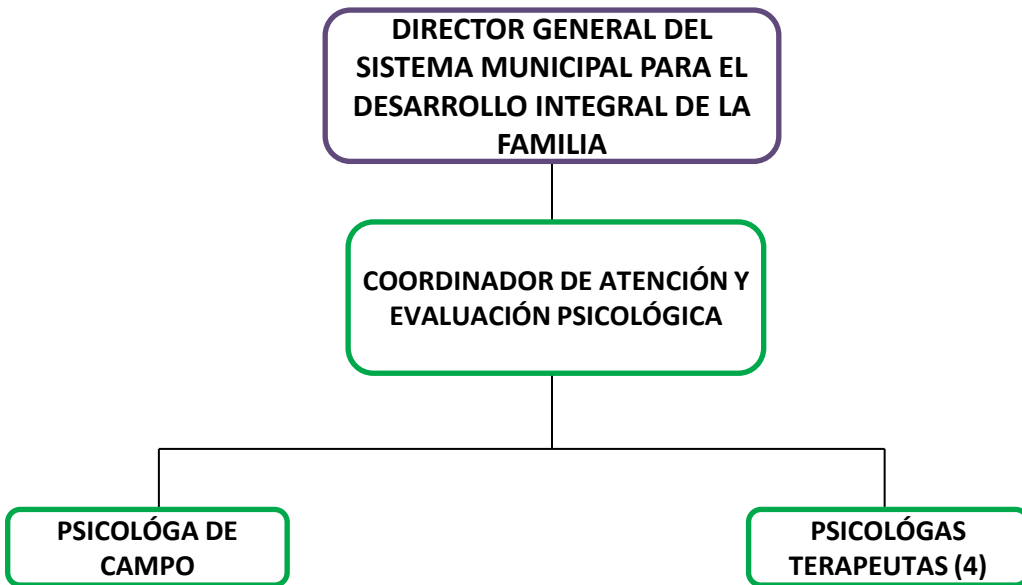 DIRECTOR GENERAL DEL
SISTEMA MUNICIPAL PARA EL
DESARROLLO INTEGRAL DE LA
FAMILIA
COORDINADOR DE ATENCIÓN Y
EVALUACIÓN PSICOLÓGICA
PSICOLÓGA DE
CAMPO
PSICOLÓGAS
TERAPEUTAS (4)